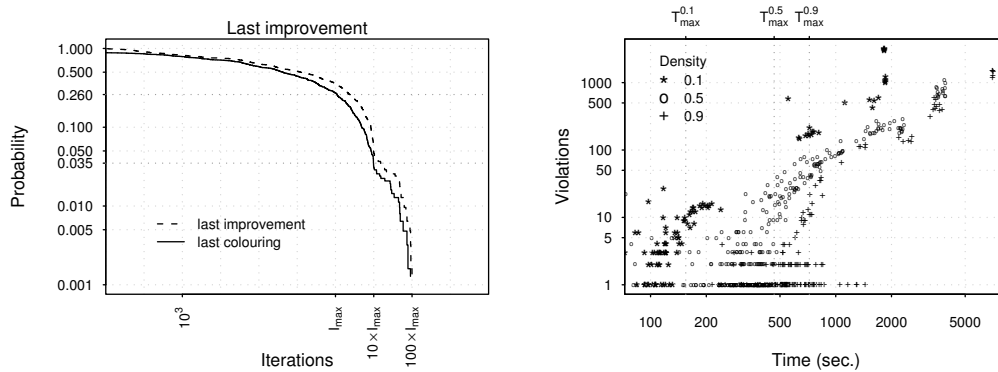 Last improvement
Probability
1.000
0.500
0.260
0.100
0.050
0.035
0.010
0.005
0.001
last improvement
last colouring
10³
I_max
10×I_max
100×I_max
Iterations
T_max^0.1
T_max^0.5
T_max^0.9
Violations
1000
500
100
50
10
5
1
Density
* 0.1
o 0.5
+ 0.9
100 200 500 1000 2000 5000
Time (sec.)